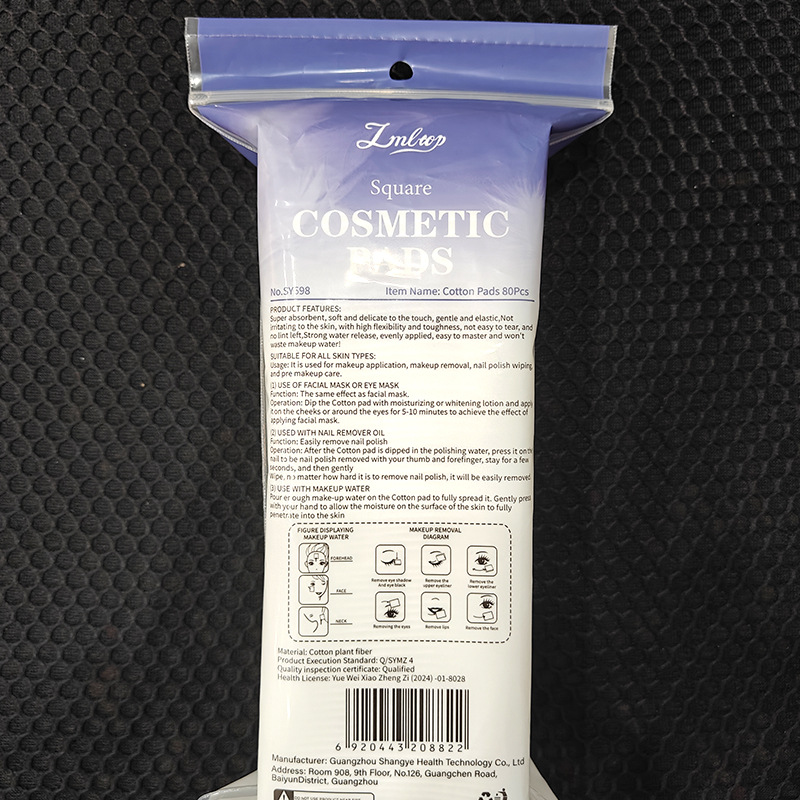 Zmltop
Square
COSMETIC
PADS
No.SY598
Item Name: Cotton Pads 80Pcs
PRODUCT FEATURES:
Super absorbent, soft and delicate to the touch, gentle and elastic,Not
irritating to the skin, with high flexibility and toughness, not easy to tear, and
no lint left,Strong water release, evenly applied, easy to master and won't
waste makeup water!
SUITABLE FOR ALL SKIN TYPES:
Usage: It is used for makeup application, makeup removal, nail polish wiping,
and pre makeup care.
(1) USE OF FACIAL MASK OR EYE MASK
Function: The same effect as facial mask.
Operation: Dip the Cotton pad with moisturizing or whitening lotion and apply
it on the cheeks or around the eyes for 5-10 minutes to achieve the effect of
applying facial mask.
(2) USED WITH NAIL REMOVER OIL
Function: Easily remove nail polish
Operation: After the Cotton pad is dipped in the polishing water, press it on the
nail to be nail polish removed with your thumb and forefinger, stay for a few
seconds, and then gently
Wipe, no matter how hard it is to remove nail polish, it will be easily removed
(3) USE WITH MAKEUP WATER
Pour enough make-up water on the Cotton pad to fully spread it. Gently press
with your hand to allow the moisture on the surface of the skin to fully
penetrate into the skin
FIGURE DISPLAYING
MAKEUP WATER
MAKEUP REMOVAL
DIAGRAM
FOREHEAD
FACE
NECK
Remove eye shadow
And eye black
Remove the
upper eyeliner
Remove the
lower eyeliner
Removing the eyes
Remove lips
Remove the face
Material: Cotton plant fiber
Product Execution Standard: Q/SYMZ 4
Quality inspection certificate: Qualified
Health License: Yue Wei Xiao Zheng Zi (2024) -01-8028
6 920443 208822
Manufacturer: Guangzhou Shangye Health Technology Co., Ltd
Address: Room 908, 9th Floor, No.126, Guangchen Road,
BaiyunDistrict, Guangzhou